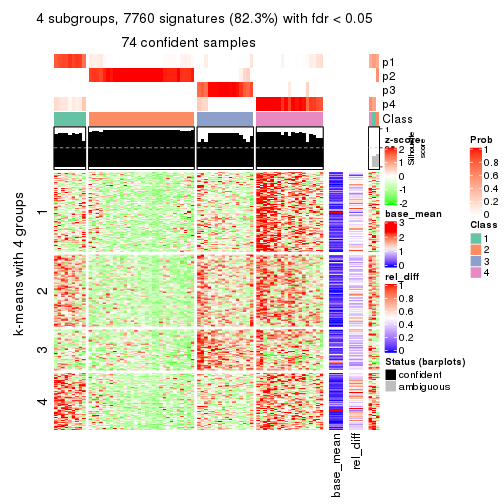 4 subgroups, 7760 signatures (82.3%) with fdr < 0.05
74 confident samples
p1
p2
p3
p4
Class
1
Silhouette
score
z-score
2
1
0
-1
-2
Prob
1
0.8
0.6
0.4
0.2
0
base_mean
3
2
1
0
Class
1
2
3
4
rel_diff
1
0.8
0.6
0.4
0.2
0
Status (barplots)
confident
ambiguous
k-means with 4 groups
1
2
3
4
base_mean
rel_diff